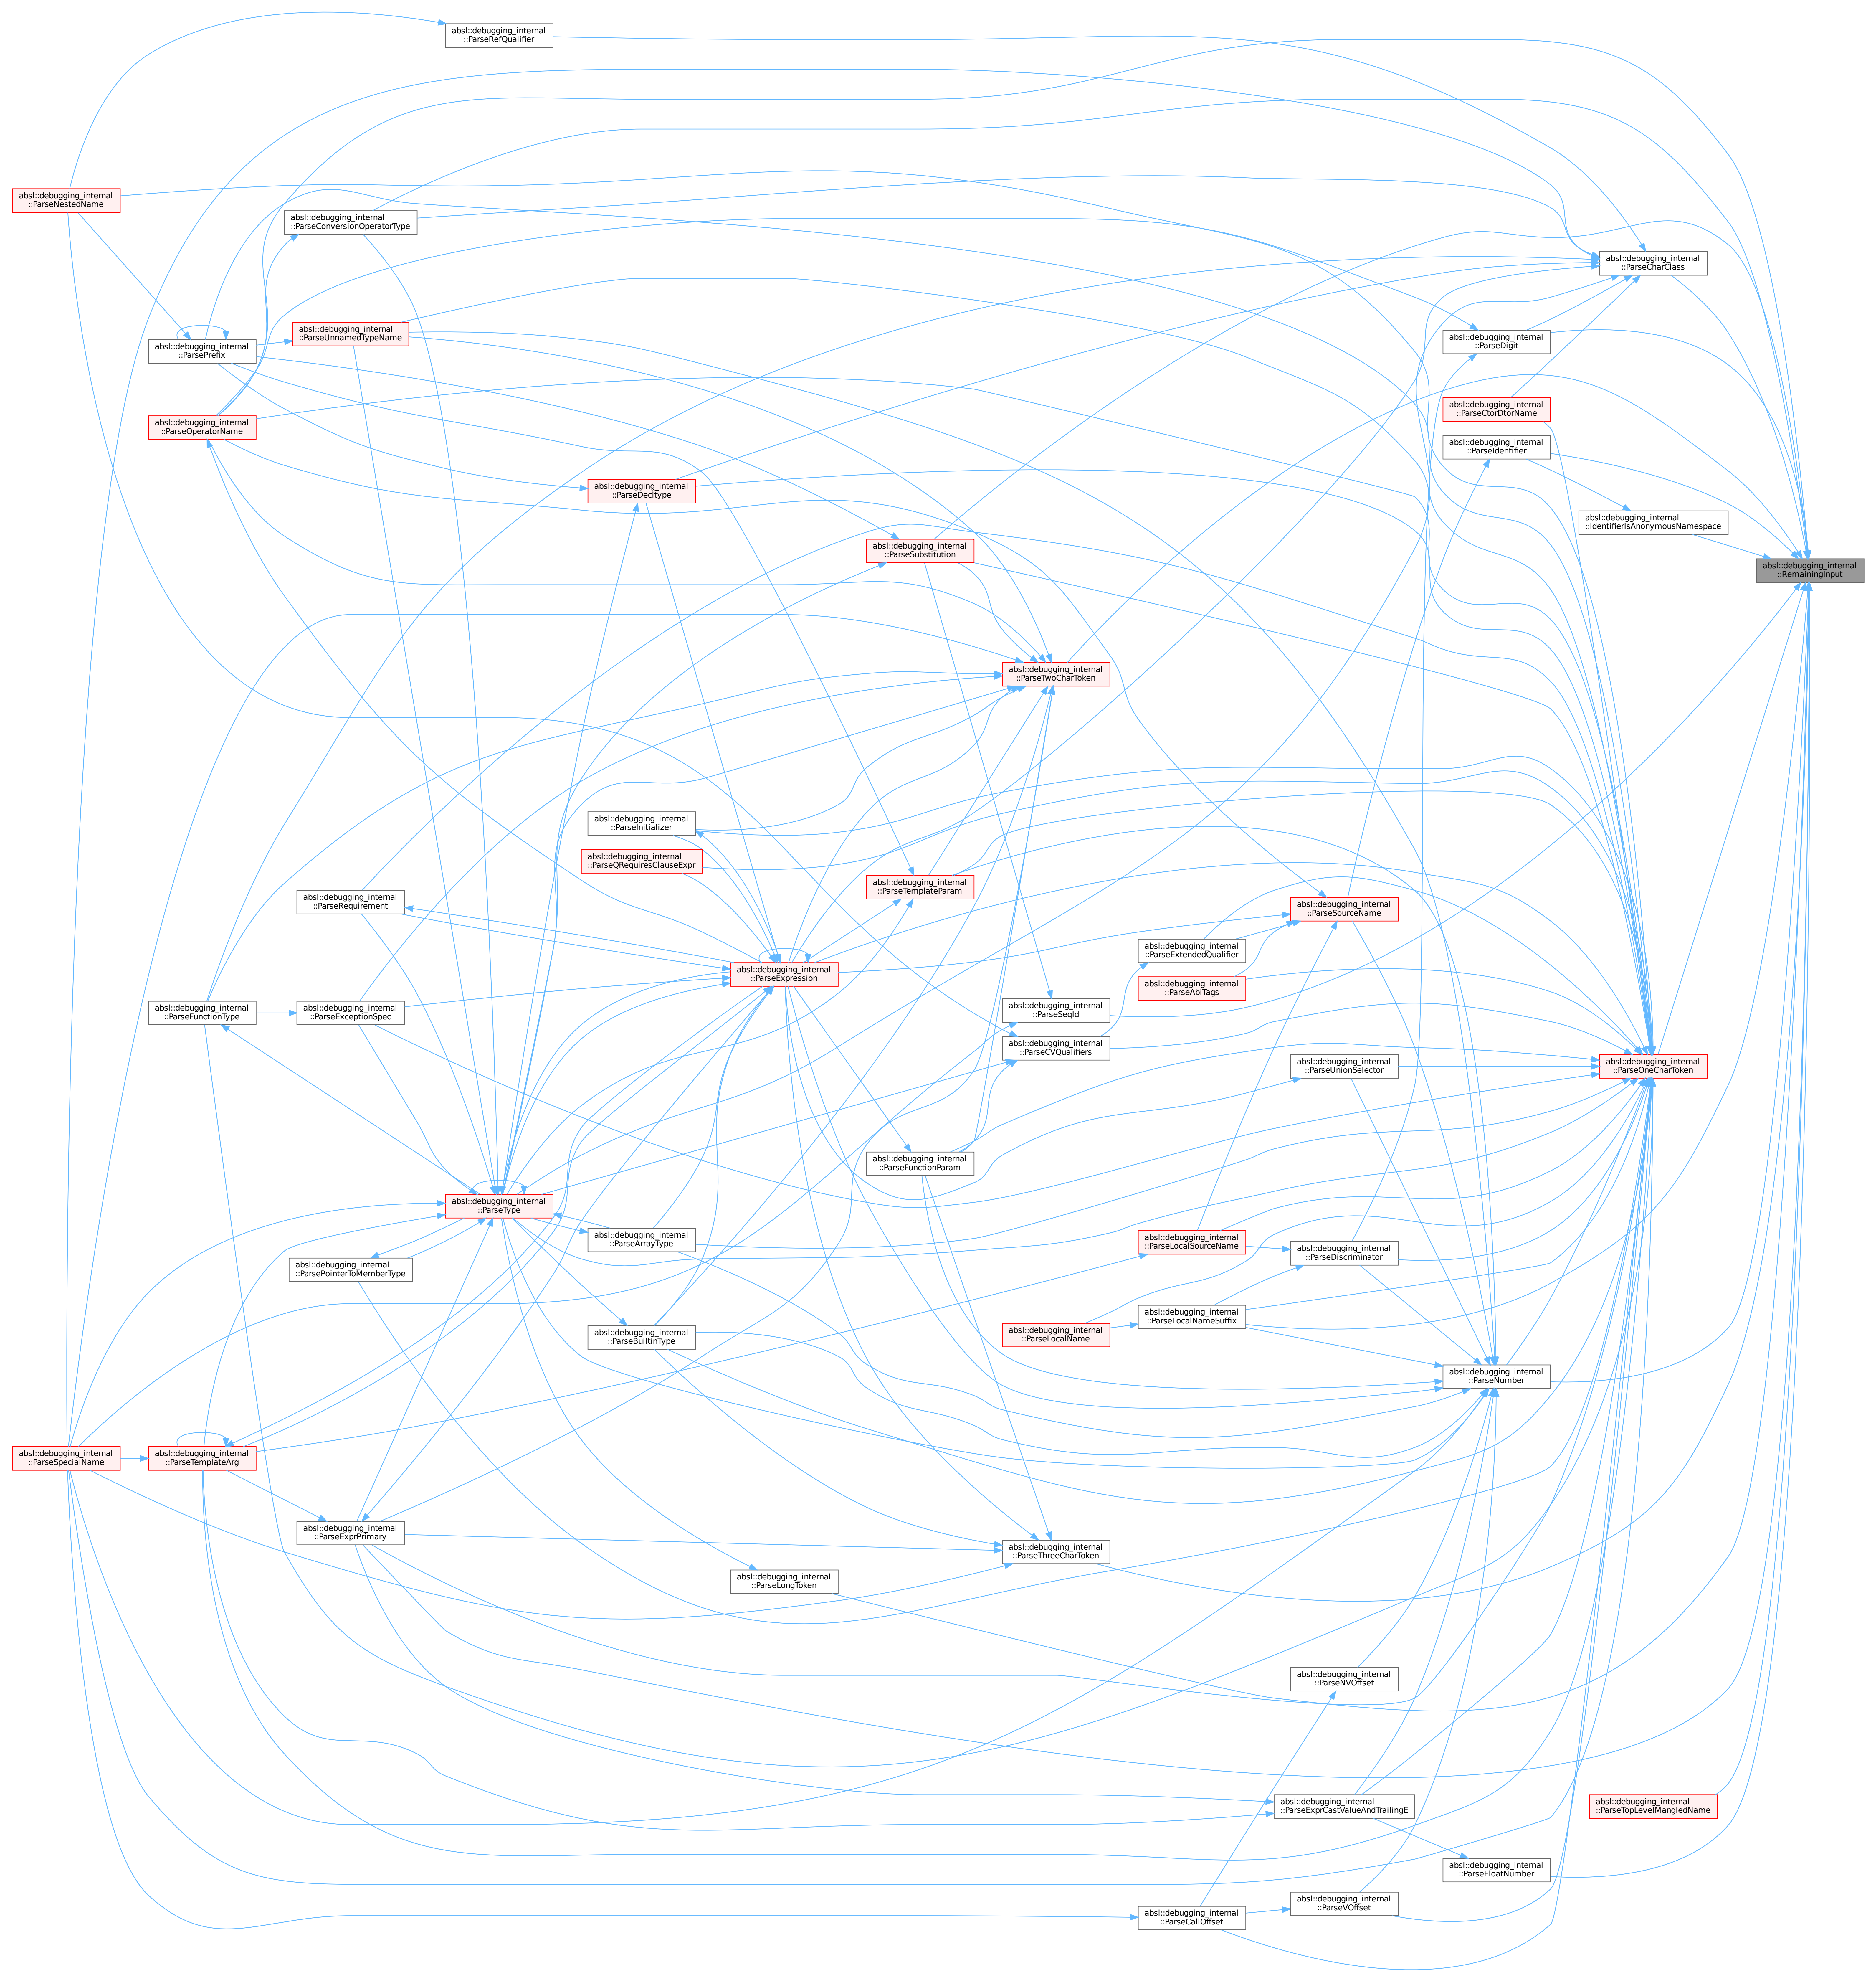 absl::debugging_internal
::ParseRefQualifier
absl::debugging_internal
::ParseNestedName
absl::debugging_internal
::ParseConversionOperatorType
absl::debugging_internal
::ParseCharClass
absl::debugging_internal
::ParseUnnamedTypeName
absl::debugging_internal
::ParsePrefix
absl::debugging_internal
::ParseDigit
absl::debugging_internal
::ParseCtorDtorName
absl::debugging_internal
::ParseOperatorName
absl::debugging_internal
::ParseIdentifier
absl::debugging_internal
::ParseDecltype
absl::debugging_internal
::IdentifierIsAnonymousNamespace
absl::debugging_internal
::ParseSubstitution
absl::debugging_internal
::RemainingInput
absl::debugging_internal
::ParseTwoCharToken
absl::debugging_internal
::ParseInitializer
absl::debugging_internal
::ParseQRequiresClauseExpr
absl::debugging_internal
::ParseTemplateParam
absl::debugging_internal
::ParseRequirement
absl::debugging_internal
::ParseSourceName
absl::debugging_internal
::ParseExtendedQualifier
absl::debugging_internal
::ParseExpression
absl::debugging_internal
::ParseAbiTags
absl::debugging_internal
::ParseFunctionType
absl::debugging_internal
::ParseExceptionSpec
absl::debugging_internal
::ParseSeqId
absl::debugging_internal
::ParseCVQualifiers
absl::debugging_internal
::ParseUnionSelector
absl::debugging_internal
::ParseOneCharToken
absl::debugging_internal
::ParseFunctionParam
absl::debugging_internal
::ParseType
absl::debugging_internal
::ParseArrayType
absl::debugging_internal
::ParseLocalSourceName
absl::debugging_internal
::ParseDiscriminator
absl::debugging_internal
::ParsePointerToMemberType
absl::debugging_internal
::ParseLocalNameSuffix
absl::debugging_internal
::ParseBuiltinType
absl::debugging_internal
::ParseLocalName
absl::debugging_internal
::ParseNumber
absl::debugging_internal
::ParseSpecialName
absl::debugging_internal
::ParseTemplateArg
absl::debugging_internal
::ParseExprPrimary
absl::debugging_internal
::ParseThreeCharToken
absl::debugging_internal
::ParseLongToken
absl::debugging_internal
::ParseNVOffset
absl::debugging_internal
::ParseExprCastValueAndTrailingE
absl::debugging_internal
::ParseTopLevelMangledName
absl::debugging_internal
::ParseFloatNumber
absl::debugging_internal
::ParseVOffset
absl::debugging_internal
::ParseCallOffset